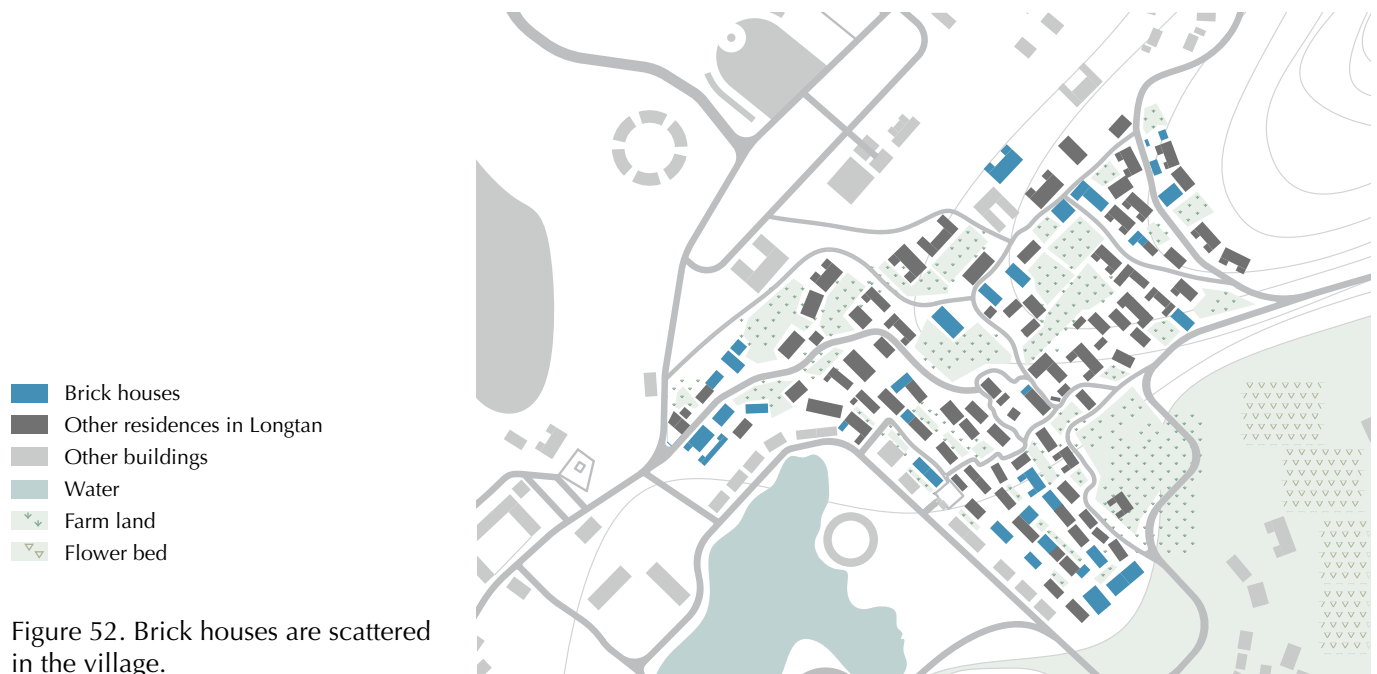 Brick houses
Other residences in Longtan
Other buildings
Water
Farm land
Flower bed
Figure 52. Brick houses are scattered
in the village.